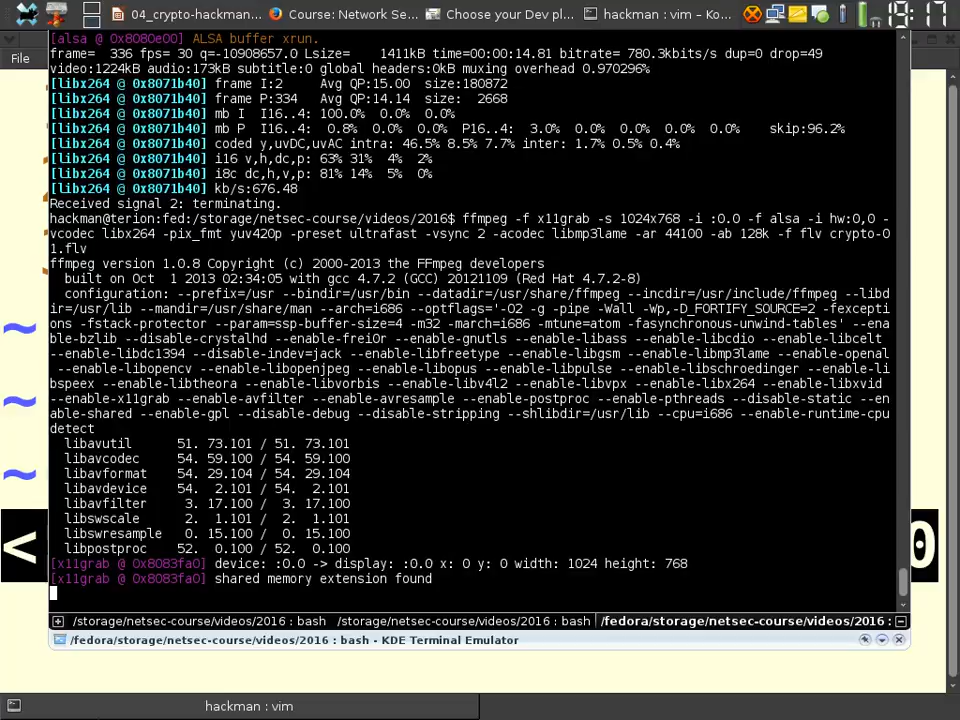 04_crypto-hackman... Course: Network Se... Choose your Dev pl... hackman : vim – Ko... 19:17
File
[alsa @ 0x8080e00] ALSA buffer xrun.
frame=  336 fps= 30 q=-10908657.0 Lsize=    1411kB time=00:00:14.81 bitrate= 780.3kbits/s dup=0 drop=49
video:1224kB audio:173kB subtitle:0 global headers:0kB muxing overhead 0.970296%
[libx264 @ 0x8071b40] frame I:2     Avg QP:15.00  size:180872
[libx264 @ 0x8071b40] frame P:334   Avg QP:14.14  size:  2668
[libx264 @ 0x8071b40] mb I  I16..4: 100.0%  0.0%  0.0%
[libx264 @ 0x8071b40] mb P  I16..4:  0.8%  0.0%  0.0%  P16..4:  3.0%  0.0%  0.0%  0.0%  0.0%    skip:96.2%
[libx264 @ 0x8071b40] coded y,uvDC,uvAC intra: 46.5% 8.5% 7.7% inter: 1.7% 0.5% 0.4%
[libx264 @ 0x8071b40] i16 v,h,dc,p: 63% 31%  4%  2%
[libx264 @ 0x8071b40] i8c dc,h,v,p: 81% 14%  5%  0%
[libx264 @ 0x8071b40] kb/s:676.48
Received signal 2: terminating.
hackman@terion:fed:/storage/netsec-course/videos/2016$ ffmpeg -f x11grab -s 1024x768 -i :0.0 -f alsa -i hw:0,0 -
vcodec libx264 -pix_fmt yuv420p -preset ultrafast -vsync 2 -acodec libmp3lame -ar 44100 -ab 128k -f flv crypto-0
1.flv
ffmpeg version 1.0.8 Copyright (c) 2000-2013 the FFmpeg developers
  built on Oct  1 2013 02:34:05 with gcc 4.7.2 (GCC) 20121109 (Red Hat 4.7.2-8)
  configuration: --prefix=/usr --bindir=/usr/bin --datadir=/usr/share/ffmpeg --incdir=/usr/include/ffmpeg --libd
ir=/usr/lib --mandir=/usr/share/man --arch=i686 --optflags='-O2 -g -pipe -Wall -Wp,-D_FORTIFY_SOURCE=2 -fexcepti
ons -fstack-protector --param=ssp-buffer-size=4 -m32 -march=i686 -mtune=atom -fasynchronous-unwind-tables' --ena
ble-bzlib --disable-crystalhd --enable-frei0r --enable-gnutls --enable-libass --enable-libcdio --enable-libcelt
--enable-libdc1394 --disable-indev=jack --enable-libfreetype --enable-libgsm --enable-libmp3lame --enable-openal
 --enable-libopencv --enable-libopenjpeg --enable-libopus --enable-libpulse --enable-libschroedinger --enable-li
bspeex --enable-libtheora --enable-libvorbis --enable-libv4l2 --enable-libvpx --enable-libx264 --enable-libxvid
--enable-x11grab --enable-avfilter --enable-avresample --enable-postproc --enable-pthreads --disable-static --en
able-shared --enable-gpl --disable-debug --disable-stripping --shlibdir=/usr/lib --cpu=i686 --enable-runtime-cpu
detect
  libavutil      51. 73.101 / 51. 73.101
  libavcodec     54. 59.100 / 54. 59.100
  libavformat    54. 29.104 / 54. 29.104
  libavdevice    54.  2.101 / 54.  2.101
  libavfilter     3. 17.100 /  3. 17.100
  libswscale      2.  1.101 /  2.  1.101
  libswresample   0. 15.100 /  0. 15.100
  libpostproc    52.  0.100 / 52.  0.100
[x11grab @ 0x8083fa0] device: :0.0 -> display: :0.0 x: 0 y: 0 width: 1024 height: 768
[x11grab @ 0x8083fa0] shared memory extension found
~
~
~
< 0
/netsec-course/videos/2016 : bash /storage/netsec-course/videos/2016 : bash /fedora/storage/netsec-course/videos/2016 :
/fedora/storage/netsec-course/videos/2016 : bash - KDE Terminal Emulator
hackman : vim